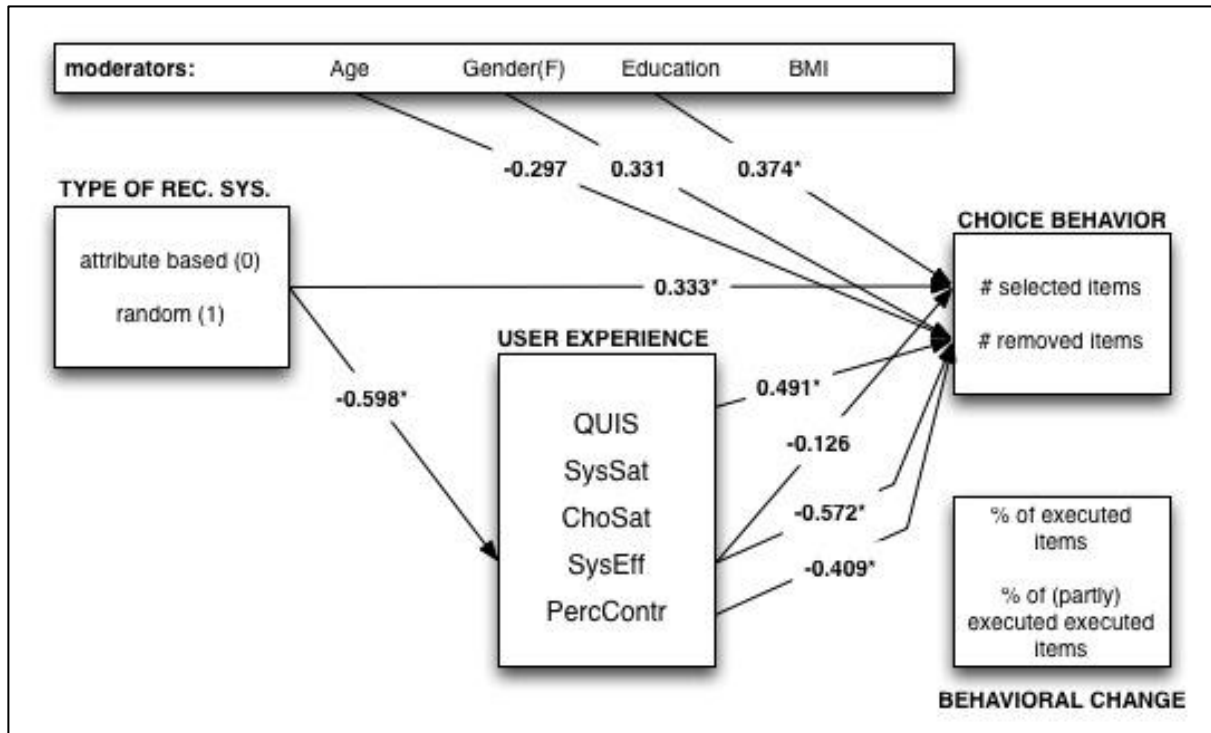 moderators: Age Gender(F) Education BMI
-0.297 0.331 0.374*
TYPE OF REC. SYS.
attribute based (0)
random (1)
CHOICE BEHAVIOR
# selected items
# removed items
0.333*
USER EXPERIENCE
-0.598*
QUIS
SysSat
ChoSat
SysEff
PercContr
0.491*
-0.126
-0.572*
-0.409*
% of executed
items
% of (partly)
executed executed
items
BEHAVIORAL CHANGE